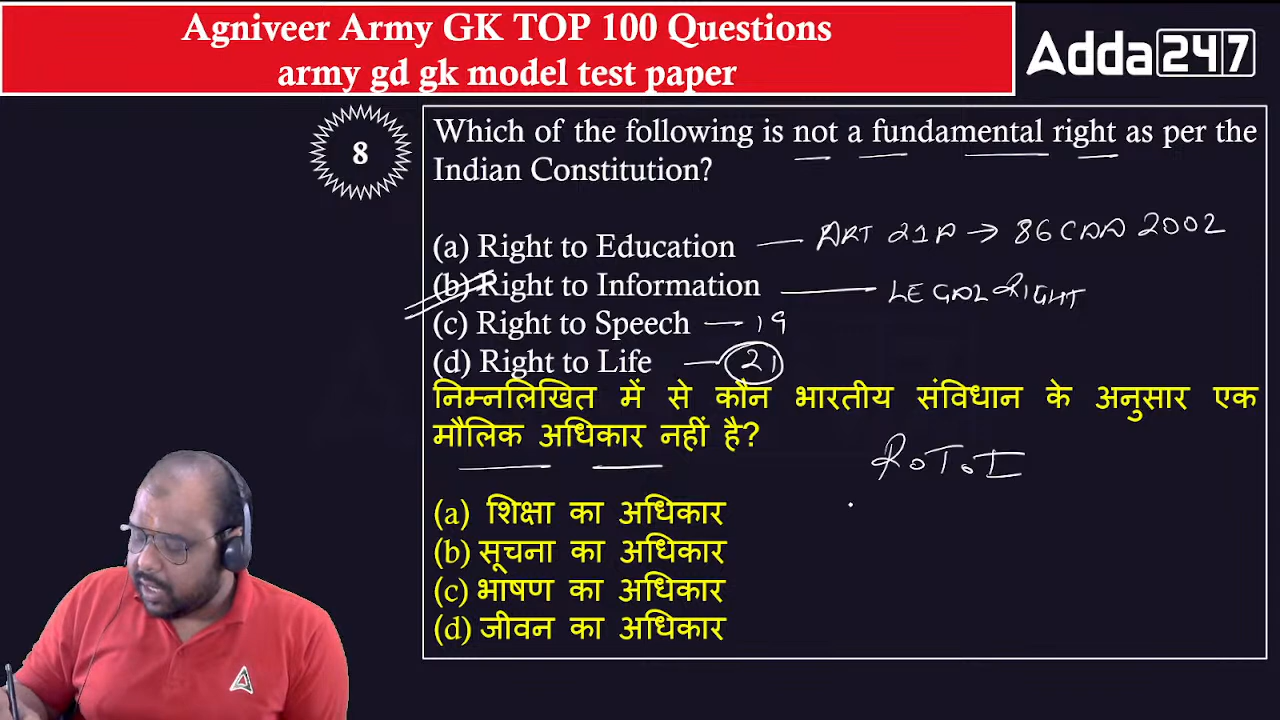 Agniveer Army GK TOP 100 Questions
army gd gk model test paper
Adda247
8
Which of the following is not a fundamental right as per the
Indian Constitution?
(a) Right to Education — ART 21A → 86 CAA 2002
(b) Right to Information — LEGAL RIGHT
(c) Right to Speech — 19
(d) Right to Life — 21
निम्नलिखित में से कौन भारतीय संविधान के अनुसार एक
मौलिक अधिकार नहीं है?
R.T.I
(a) शिक्षा का अधिकार
(b) सूचना का अधिकार
(c) भाषण का अधिकार
(d) जीवन का अधिकार